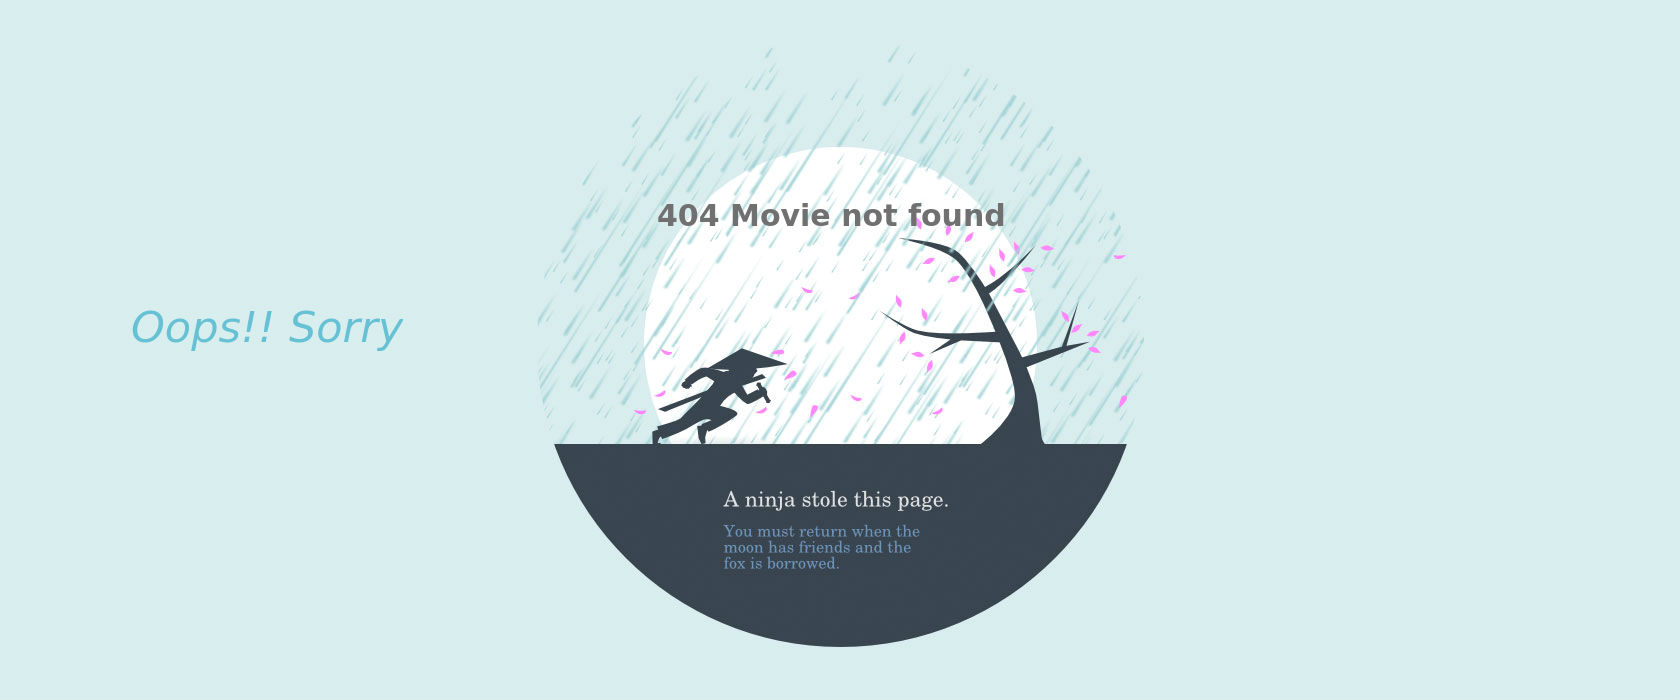 404 Movie not found
Oops!! Sorry
A ninja stole this page.
You must return when the
moon has friends and the
fox is borrowed.